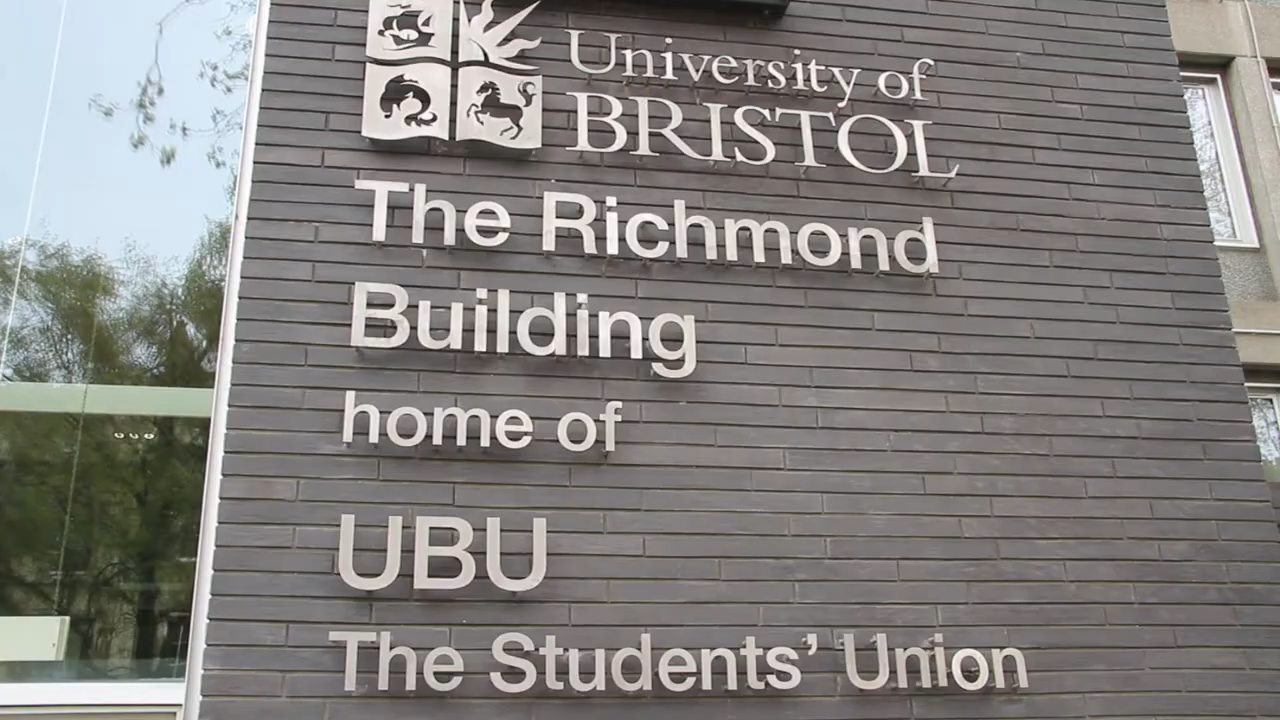 University of
BRISTOL
The Richmond
Building
home of
UBU
The Students’ Union